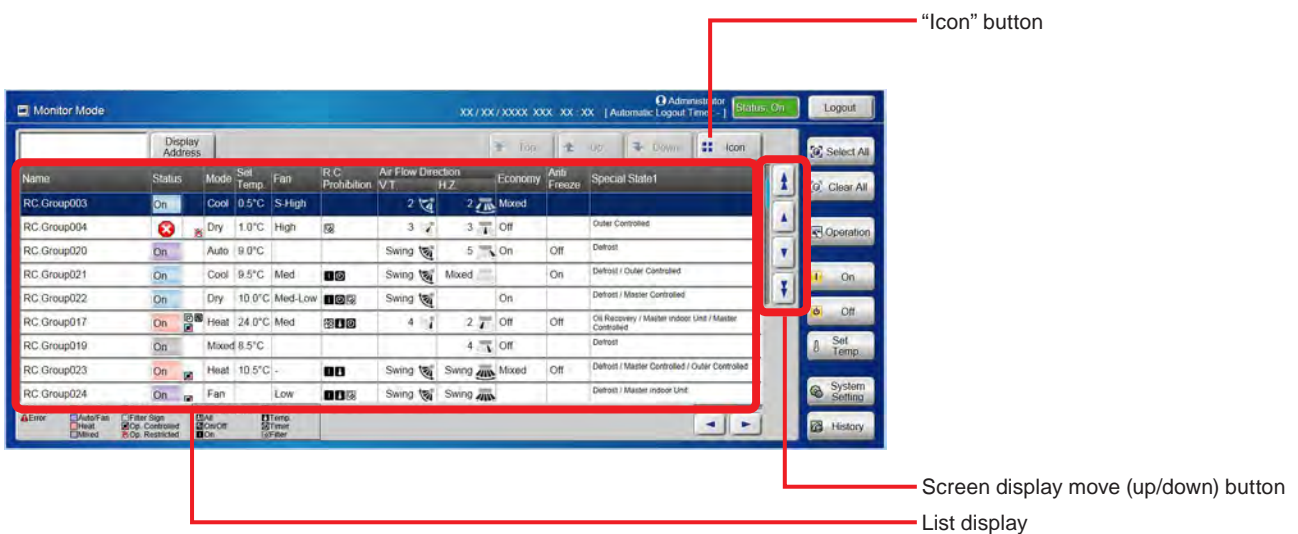 “Icon” button
Monitor Mode
XX / XX / XXXX XXX XX : XX [ Automatic Logout Timer: - ]
Administrator
Status: On
Logout
Display Address
Top
Up
Down
Icon
Select All
Name Status Mode Set Temp. Fan R.C. Prohibition Air Flow Direction V.T. H.Z. Economy Anti Freeze Special State1
Clear All
RC.Group003 On Cool 0.5°C S-High 2 2 Mixed
RC.Group004 Dry 1.0°C High 3 3 Off Outer Controlled
Operation
RC.Group020 On Auto 9.0°C Swing 5 On Off Defrost
RC.Group021 On Cool 9.5°C Med Swing Mixed On Defrost / Outer Controlled
On
RC.Group022 On Dry 10.0°C Med-Low Swing On Defrost / Master Controlled
Off
RC.Group017 On Heat 24.0°C Med 4 2 Off Off Oil Recovery / Master Indoor Unit / Master Controlled
RC.Group019 On Mixed 8.5°C 4 Off Defrost
Set Temp
RC.Group023 On Heat 10.5°C - Swing Swing Mixed Off Defrost / Master Controlled / Outer Controlled
RC.Group024 On Fan Low Swing Swing Defrost / Master Indoor Unit
System Setting
Error Auto/Fan Filter Sign All Temp.
Heat Op. Controlled On/Off Timer
Mixed Op. Restricted On Filter
History
Screen display move (up/down) button
List display